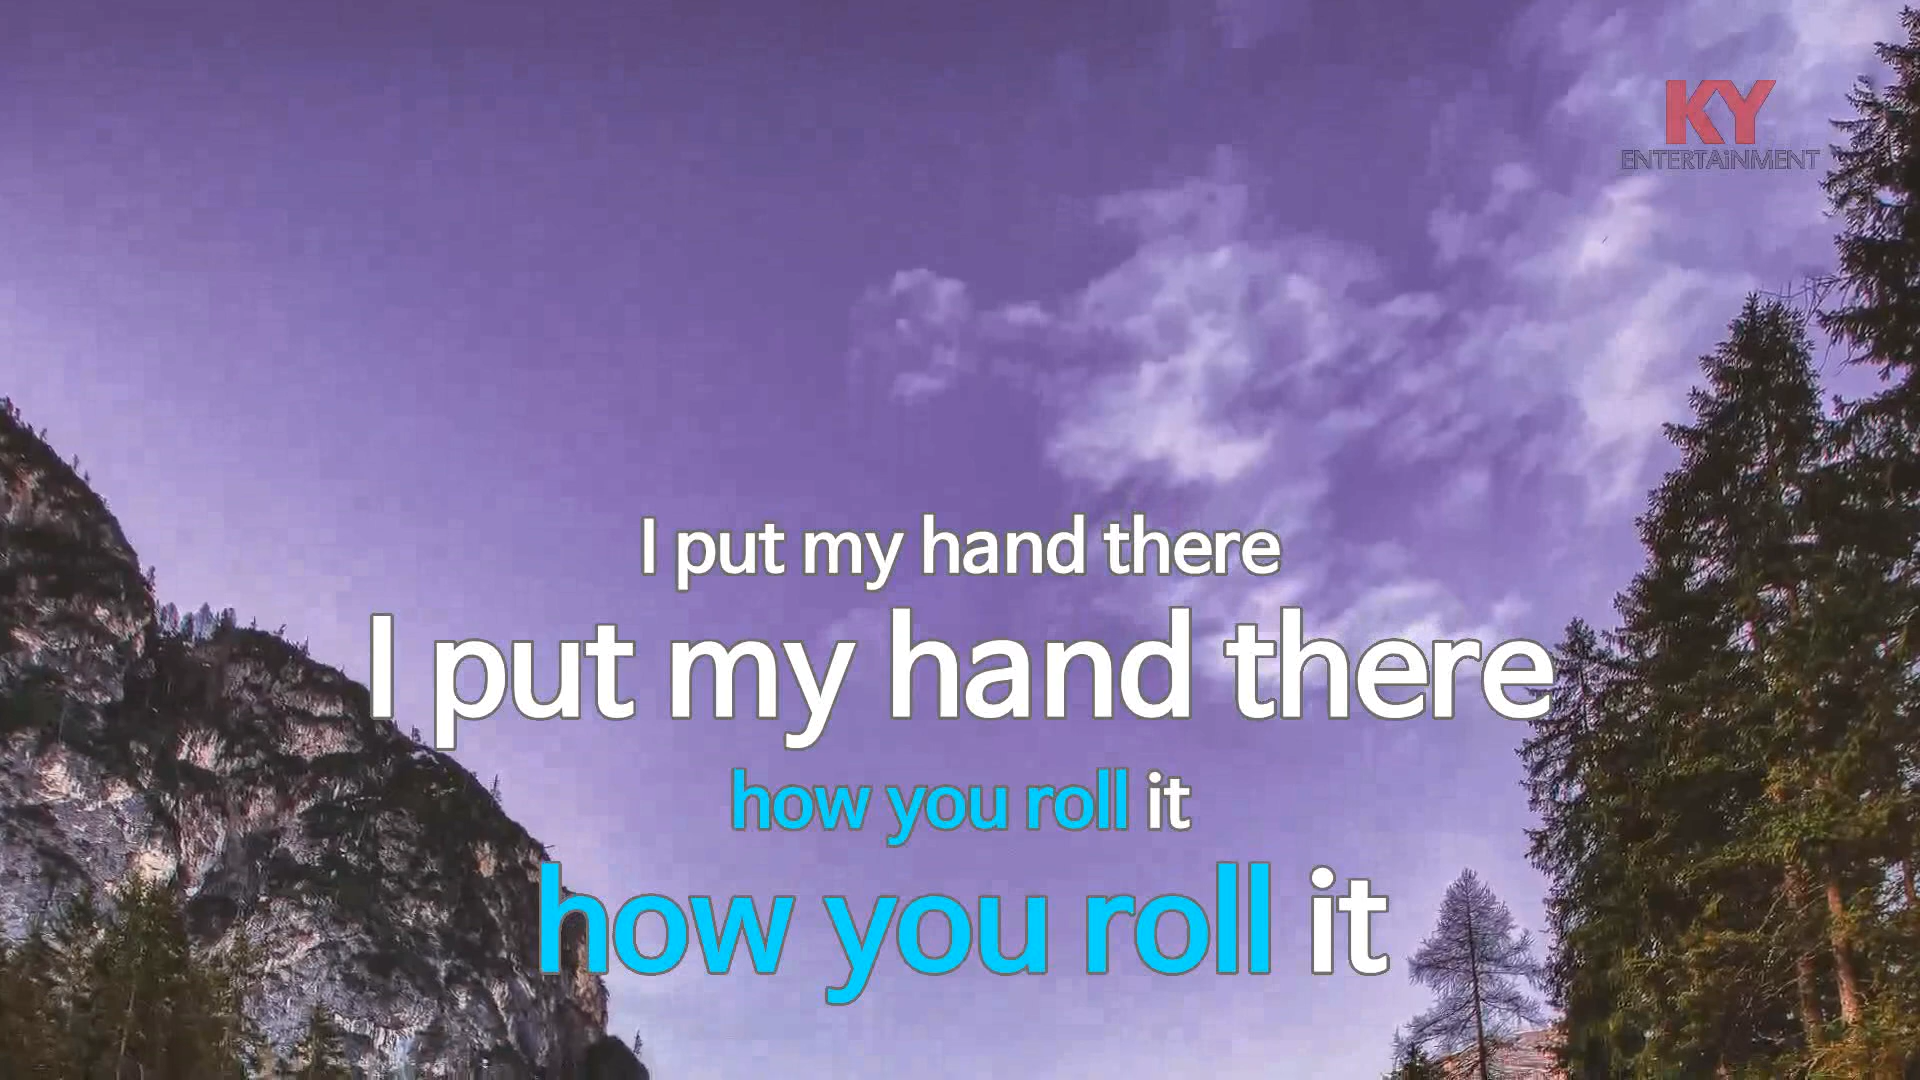 KY
ENTERTAiNMENT
I put my hand there
I put my hand there
how you roll it
how you roll it